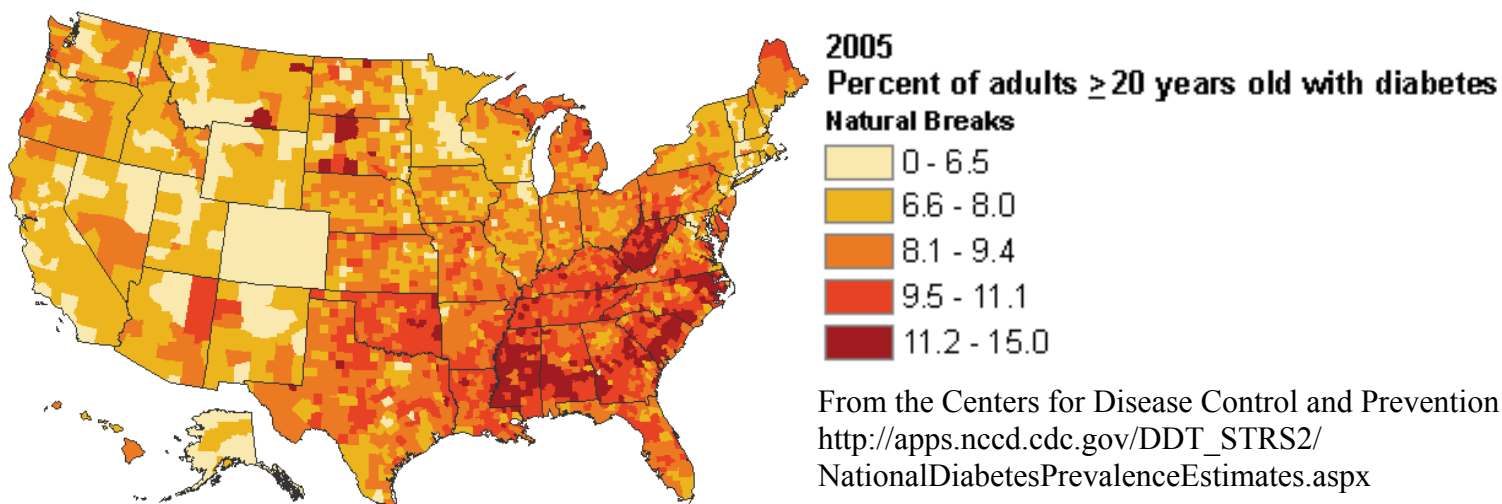 2005
Percent of adults ≥ 20 years old with diabetes
Natural Breaks
0 - 6.5
6.6 - 8.0
8.1 - 9.4
9.5 - 11.1
11.2 - 15.0
From the Centers for Disease Control and Prevention
http://apps.nccd.cdc.gov/DDT_STRS2/
NationalDiabetesPrevalenceEstimates.aspx